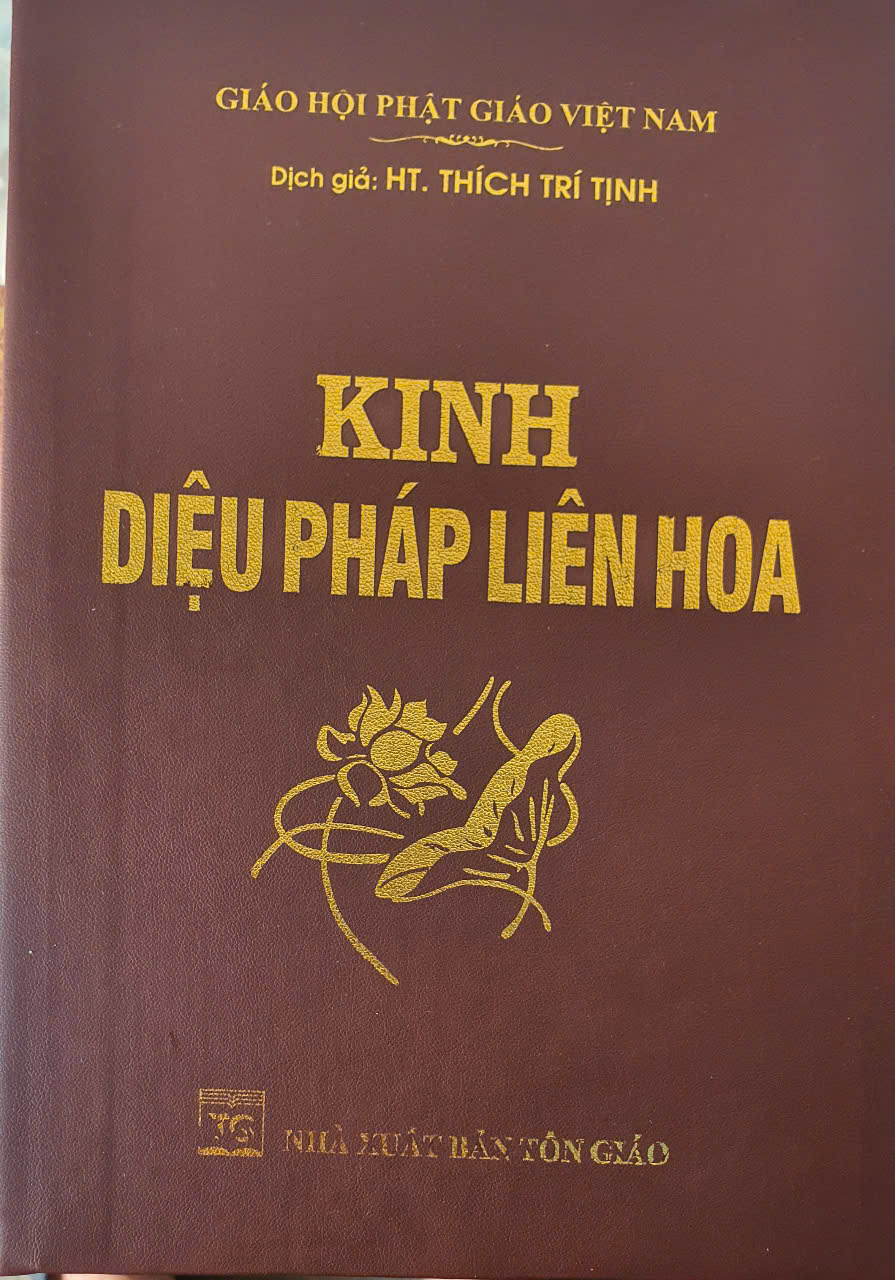 GIÁO HỘI PHẬT GIÁO VIỆT NAM
Dịch giả: HT. THÍCH TRÍ TỊNH
KINH
DIỆU PHÁP LIÊN HOA
TG
NHÀ XUẤT BẢN TÔN GIÁO